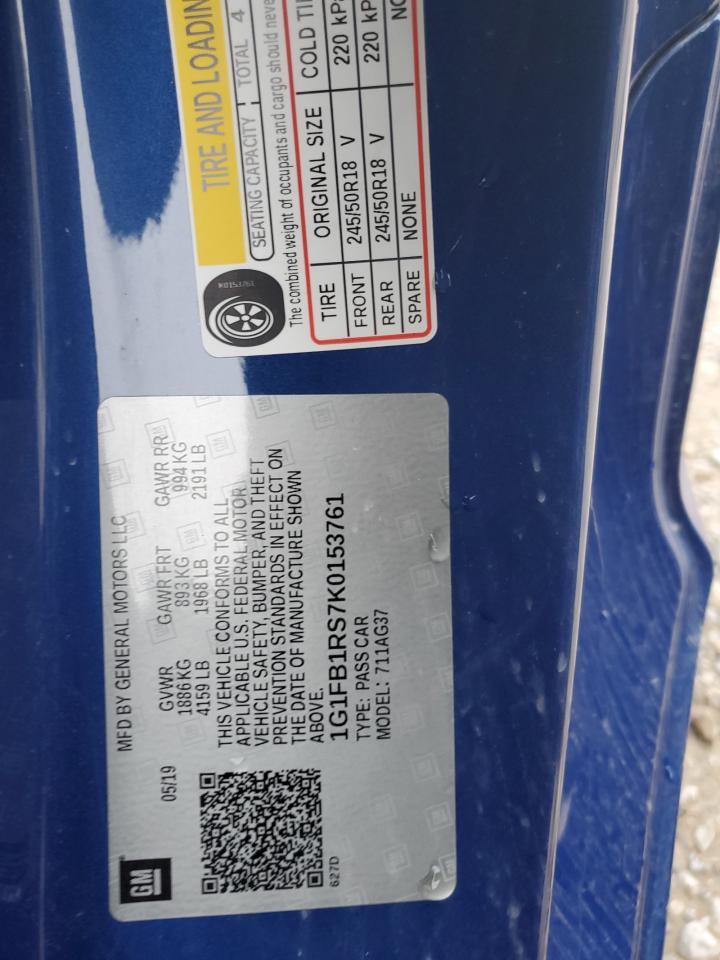 GM
MFD BY GENERAL MOTORS LLC
05/19
GVWR GAWR FRT GAWR RR
1886 KG 893 KG 994 KG
4159 LB 1968 LB 2191 LB
THIS VEHICLE CONFORMS TO ALL
APPLICABLE U.S. FEDERAL MOTOR
VEHICLE SAFETY, BUMPER, AND THEFT
PREVENTION STANDARDS IN EFFECT ON
THE DATE OF MANUFACTURE SHOWN
ABOVE.
1G1FB1RS7K0153761
TYPE: PASS CAR
MODEL: 711AG37
627D
TIRE AND LOADIN
SEATING CAPACITY TOTAL 4
The combined weight of occupants and cargo should neve
TIRE ORIGINAL SIZE COLD TI
FRONT 245/50R18 V 220 kPa
REAR 245/50R18 V 220 kP
SPARE NONE NO